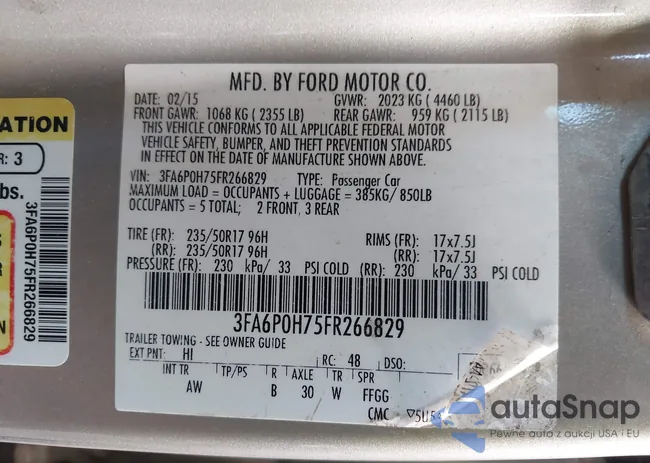 ATION
R: 3
bs.
3FA6P0H75FR266829
N
MFD. BY FORD MOTOR CO.
DATE: 02/15 GVWR: 2023 KG ( 4460 LB)
FRONT GAWR: 1068 KG ( 2355 LB) REAR GAWR: 959 KG ( 2115 LB)
THIS VEHICLE CONFORMS TO ALL APPLICABLE FEDERAL MOTOR
VEHICLE SAFETY, BUMPER, AND THEFT PREVENTION STANDARDS
IN EFFECT ON THE DATE OF MANUFACTURE SHOWN ABOVE.
VIN: 3FA6P0H75FR266829 TYPE: Passenger Car
MAXIMUM LOAD = OCCUPANTS + LUGGAGE = 385KG/ 850LB
OCCUPANTS = 5 TOTAL: 2 FRONT, 3 REAR
TIRE (FR): 235/50R17 96H RIMS (FR): 17x7.5J
(RR): 235/50R17 96H (RR): 17x7.5J
PRESSURE (FR): 230 kPa/ 33 PSI COLD (RR): 230 kPa/ 33 PSI COLD
3FA6P0H75FR266829
TRAILER TOWING - SEE OWNER GUIDE
EXT PNT: HI RC: 48 DSO:
INT TR TP/PS R AXLE TR SPR
AW B 30 W FFGG
CMC ▽5U5
autaSnap
Pewne auto z aukcji USA i EU